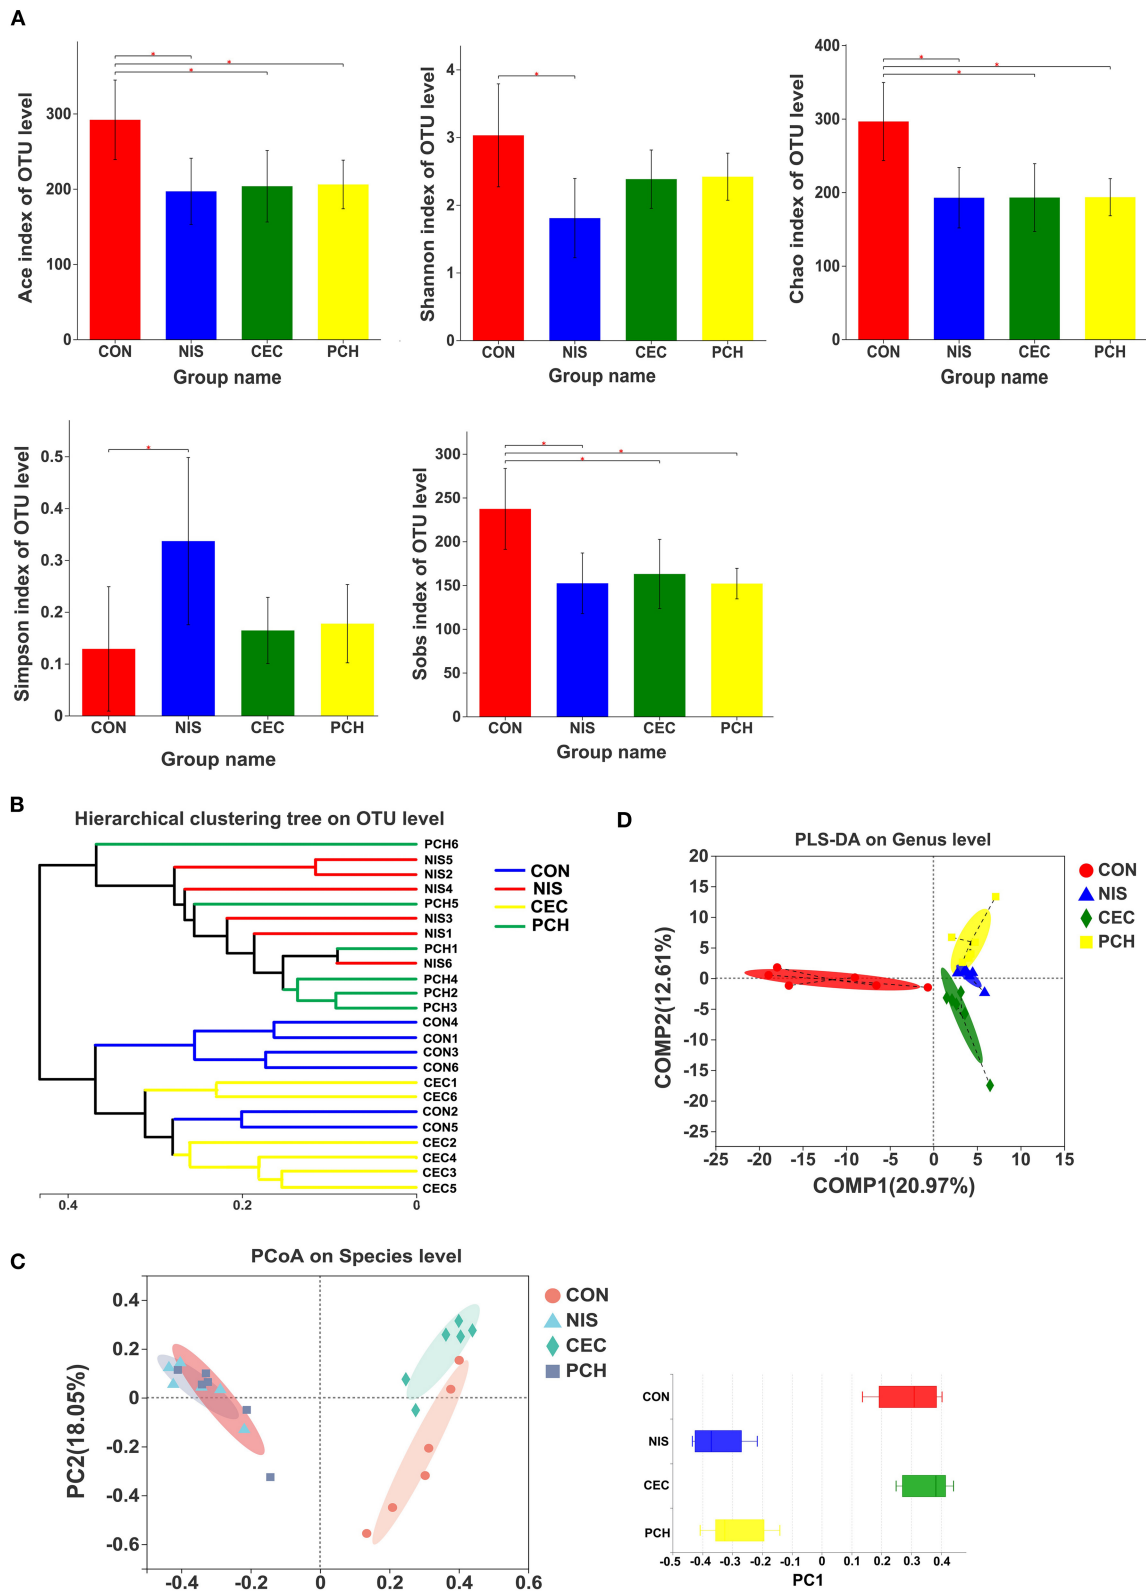 A
Ace index of OTU level
300
200
100
0
*
*
*
CON NIS CEC PCH
Group name
Shannon index of OTU level
4
3
2
1
0
*
CON NIS CEC PCH
Group name
Chao index of OTU level
400
300
200
100
0
*
*
*
CON NIS CEC PCH
Group name
Simpson index of OTU level
0.5
0.4
0.3
0.2
0.1
0
*
CON NIS CEC PCH
Group name
Sobs index of OTU level
300
250
200
150
100
50
0
*
*
*
CON NIS CEC PCH
Group name
B
Hierarchical clustering tree on OTU level
PCH6
NIS5
NIS2
NIS4
PCH5
NIS3
NIS1
PCH1
NIS6
PCH4
PCH2
PCH3
CON4
CON1
CON3
CON6
CEC1
CEC6
CON2
CON5
CEC2
CEC4
CEC3
CEC5
0.4 0.2 0
CON
NIS
CEC
PCH
D
PLS-DA on Genus level
COMP2(12.61%)
20
15
10
5
0
-5
-10
-15
-20
-25
-25 -20 -15 -10 -5 0 5 10 15
COMP1(20.97%)
CON
NIS
CEC
PCH
C
PCoA on Species level
PC2(18.05%)
0.4
0.2
0
-0.2
-0.4
-0.6
-0.4 -0.2 0 0.2 0.4 0.6
CON
NIS
CEC
PCH
CON
NIS
CEC
PCH
-0.5 -0.4 -0.3 -0.2 -0.1 0 0.1 0.2 0.3 0.4
PC1